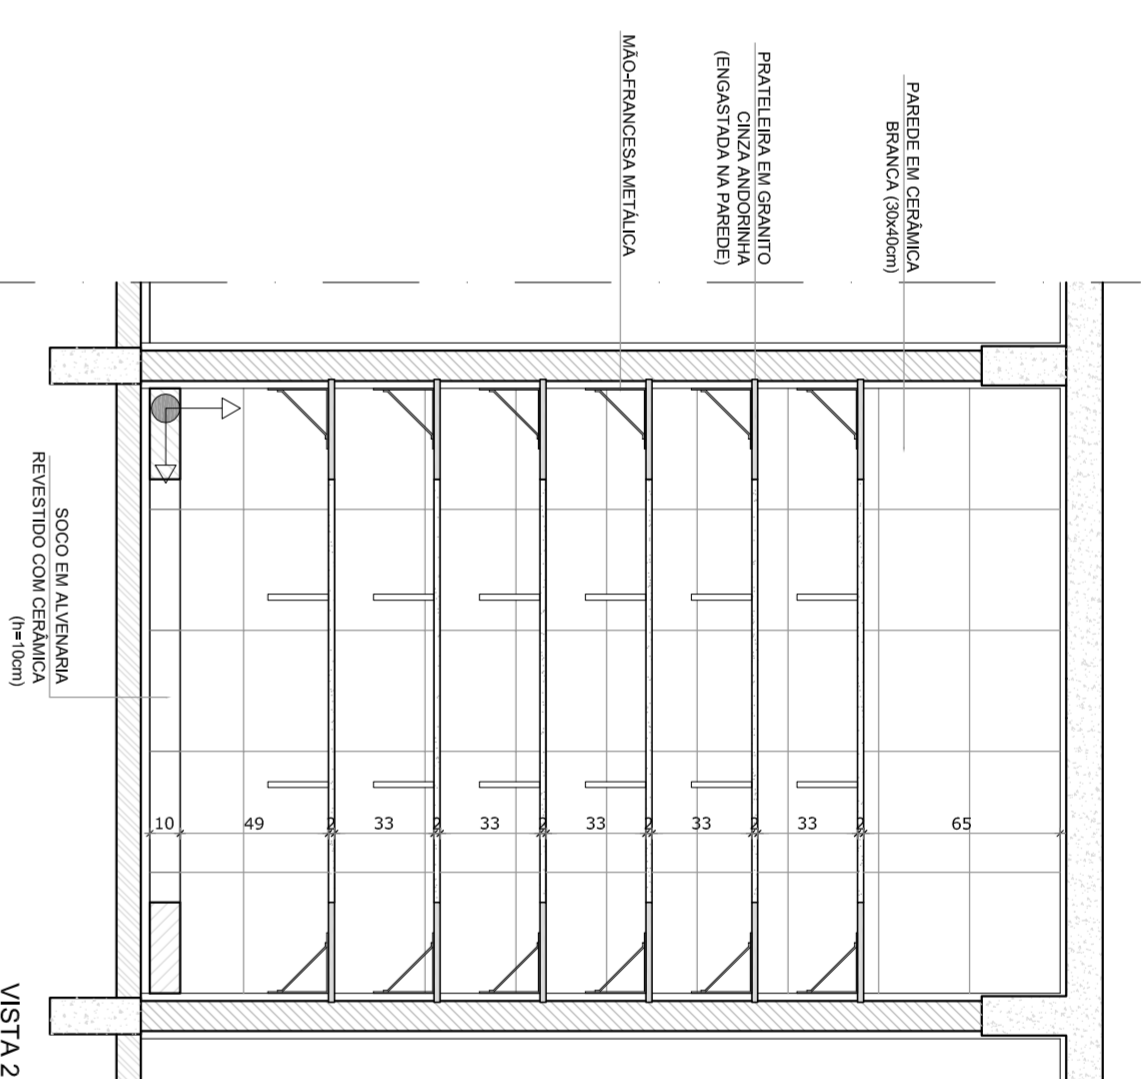 PAREDE EM CERÂMICA
BRANCA (30x40cm)
PRATELEIRA EM GRANITO
CINZA ANDORINHA
(ENGASTADA NA PAREDE)
MÃO-FRANCESA METÁLICA
SOCO EM ALVENARIA
REVESTIDO COM CERÂMICA
(h=10cm)
10 49 2 33 2 33 2 33 2 33 2 33 2 65
VISTA 2